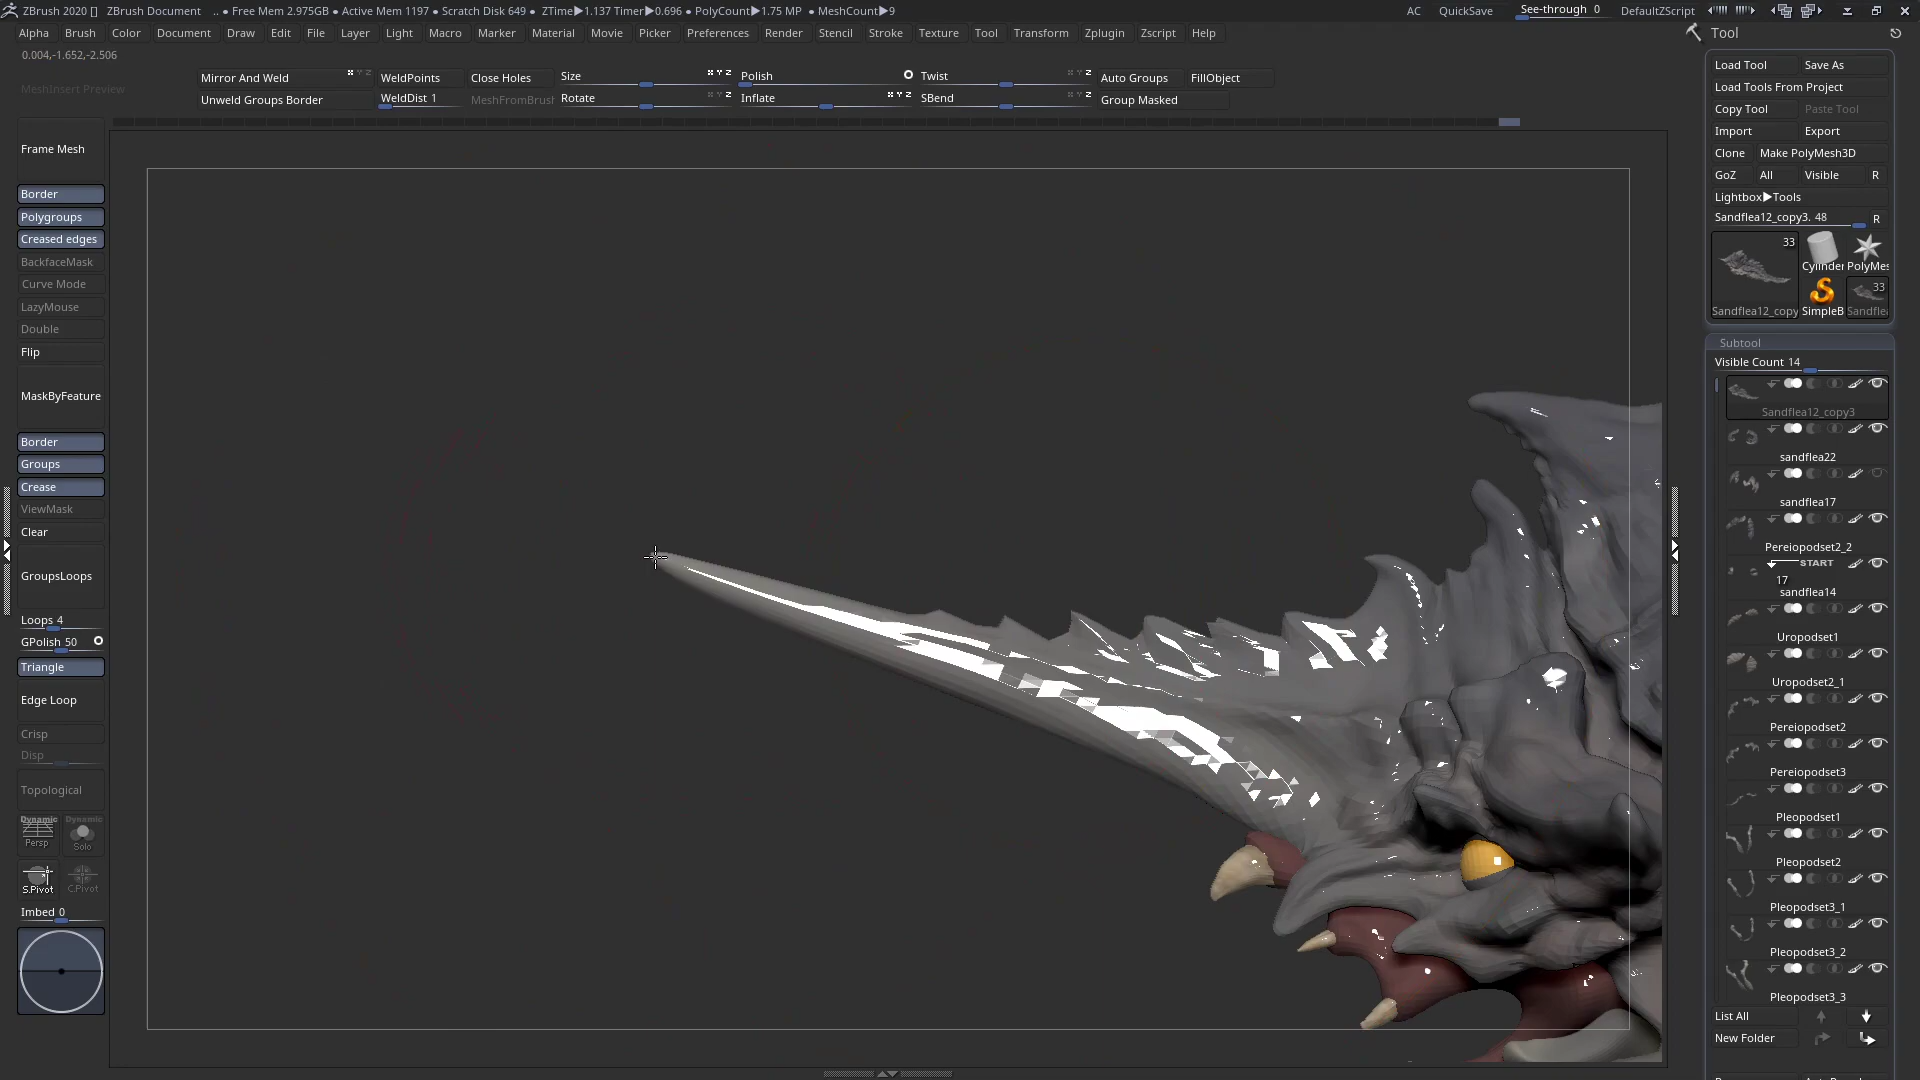 ZBrush 2020 [] ZBrush Document .. ● Free Mem 2.975GB ● Active Mem 1197 ● Scratch Disk 649 ● ZTime▶1.137 Timer▶0.696 ● PolyCount▶1.75 MP ● MeshCount▶9 AC QuickSave See-through 0 DefaultZScript
Alpha Brush Color Document Draw Edit File Layer Light Macro Marker Material Movie Picker Preferences Render Stencil Stroke Texture Tool Transform Zplugin Zscript Help
0.004,-1.652,-2.506
MeshInsert Preview
Mirror And Weld WeldPoints Close Holes Size Polish Twist Auto Groups FillObject
Unweld Groups Border WeldDist 1 MeshFromBrush Rotate Inflate SBend Group Masked
Frame Mesh
Border
Polygroups
Creased edges
BackfaceMask
Curve Mode
LazyMouse
Double
Flip
MaskByFeature
Border
Groups
Crease
ViewMask
Clear
GroupsLoops
Loops 4
GPolish 50
Triangle
Edge Loop
Crisp
Disp
Topological
Dynamic Dynamic
Persp Solo
S.Pivot C.Pivot
Imbed 0
Tool
Load Tool Save As
Load Tools From Project
Copy Tool Paste Tool
Import Export
Clone Make PolyMesh3D
GoZ All Visible R
Lightbox▶Tools
Sandflea12_copy3. 48 R
33
Cylinder PolyMes
33
Sandflea12_copy SimpleB Sandflea
Subtool
Visible Count 14
Sandflea12_copy3
sandflea22
sandflea17
Pereiopodset2_2
START
17
sandflea14
Uropodset1
Uropodset2_1
Pereiopodset2
Pereiopodset3
Pleopodset1
Pleopodset2
Pleopodset3_1
Pleopodset3_2
Pleopodset3_3
List All
New Folder